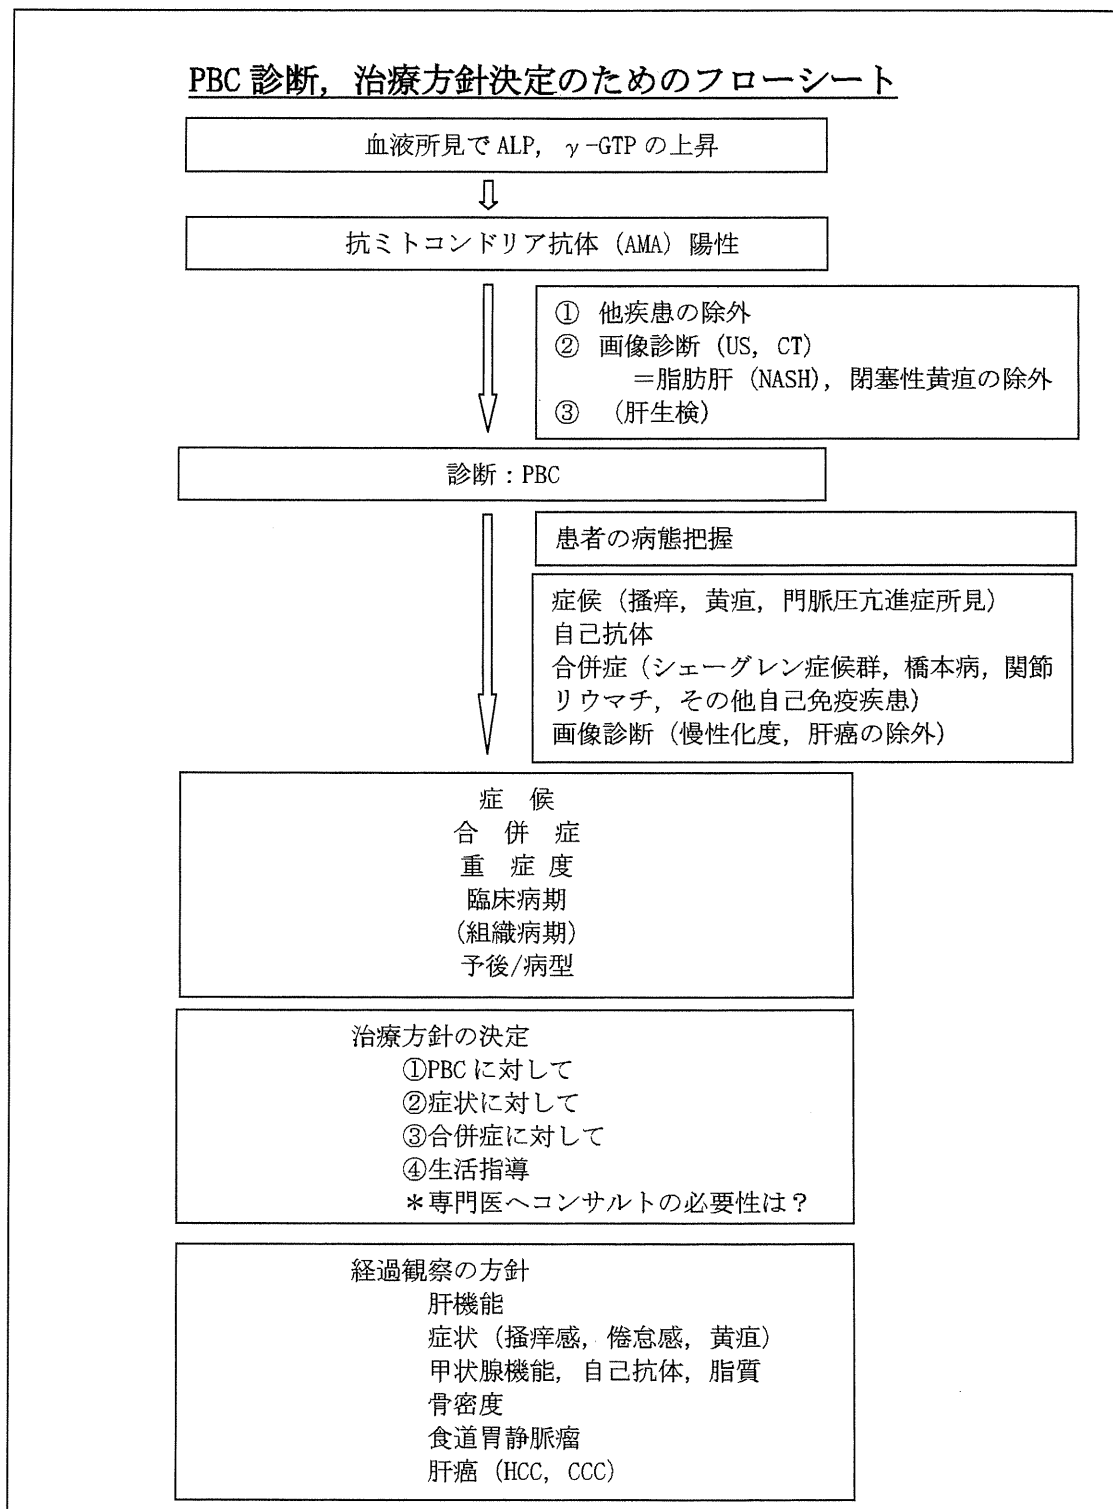 PBC 診断，治療方針決定のためのフローシート
血液所見で ALP，γ-GTP の上昇
抗ミトコンドリア抗体（AMA）陽性
① 他疾患の除外
② 画像診断（US，CT）
＝脂肪肝（NASH），閉塞性黄疸の除外
③ （肝生検）
診断：PBC
患者の病態把握
症候（掻痒，黄疸，門脈圧亢進症所見）
自己抗体
合併症（シェーグレン症候群，橋本病，関節
リウマチ，その他自己免疫疾患）
画像診断（慢性化度，肝癌の除外）
症 候
合 併 症
重 症 度
臨床病期
（組織病期）
予後/病型
治療方針の決定
①PBC に対して
②症状に対して
③合併症に対して
④生活指導
＊専門医へコンサルトの必要性は？
経過観察の方針
肝機能
症状（掻痒感，倦怠感，黄疸）
甲状腺機能，自己抗体，脂質
骨密度
食道胃静脈瘤
肝癌（HCC，CCC）